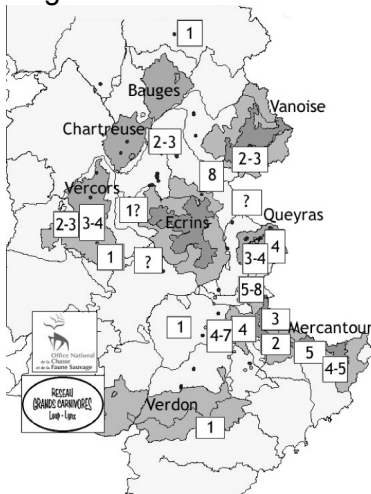 1
Bauges
Vanoise
Chartreuse
2-3
2-3
8
Vercors
1?
?
Ecrins
Queyras
2-3
3-4
4
3-4
1
?
5-8
1
4-7
4
3
Mercantour
2
5
4-5
Office National
de la Chasse
et de la Faune Sauvage
RESEAU
GRANDS CARNIVORES
Loup - Lynx
Verdon
1